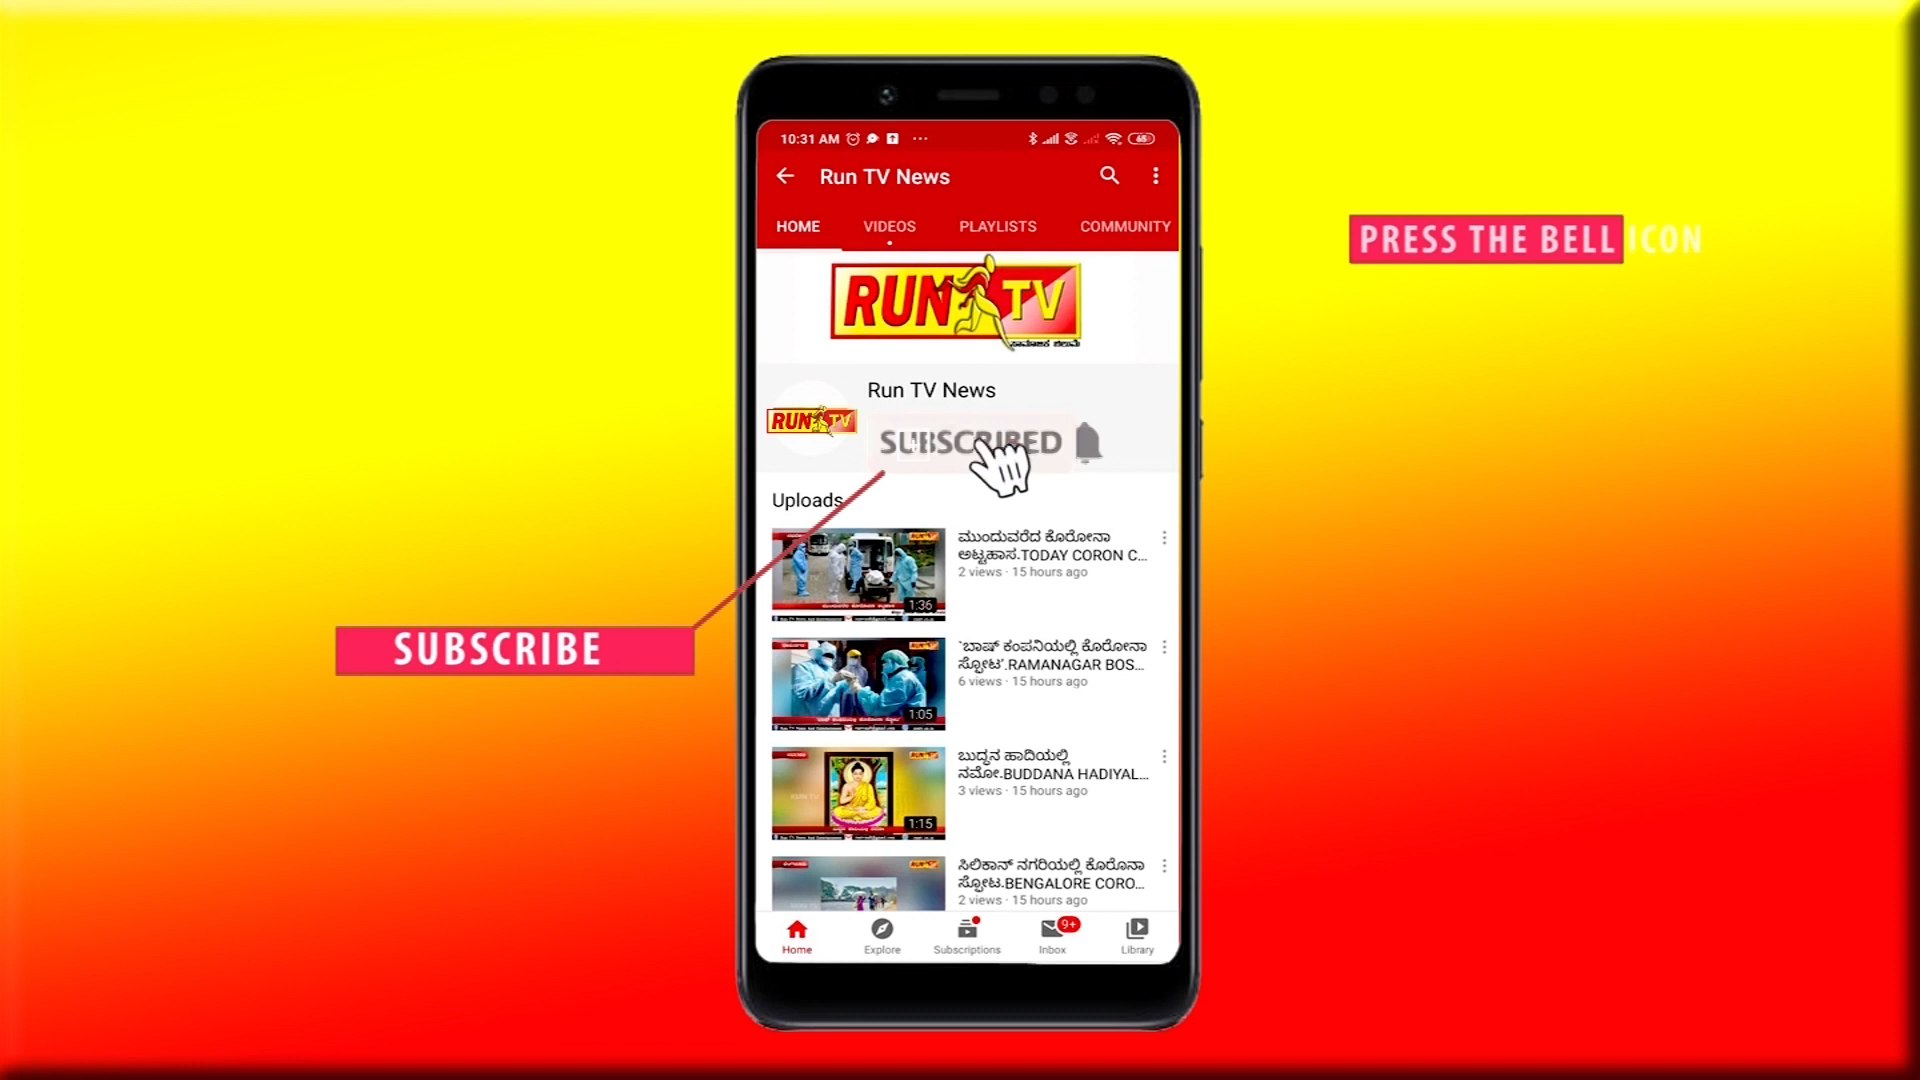 10:31 AM
65
Run TV News
HOME
VIDEOS
PLAYLISTS
COMMUNITY
PRESS THE BELL ICON
RUN TV
ಸಾಮಾಜಿಕ ಚಲುಮೆ
Run TV News
RUN TV
SUBSCRIBED
Uploads
ಮುಂದುವರೆದ ಕೊರೋನಾ
ಅಟ್ಟಹಾಸ.TODAY CORON C...
2 views · 15 hours ago
1:36
SUBSCRIBE
`ಬಾಷ್ ಕಂಪನಿಯಲ್ಲಿ ಕೊರೋನಾ
ಸ್ಫೋಟ'.RAMANAGAR BOS...
6 views · 15 hours ago
1:05
ಬುದ್ಧನ ಹಾದಿಯಲ್ಲಿ
ನಮೋ.BUDDANA HADIYAL...
3 views · 15 hours ago
1:15
ಸಿಲಿಕಾನ್ ನಗರಿಯಲ್ಲಿ ಕೊರೊನಾ
ಸ್ಫೋಟ.BENGALORE CORO...
2 views · 15 hours ago
Home
Explore
Subscriptions
9+
Inbox
Library